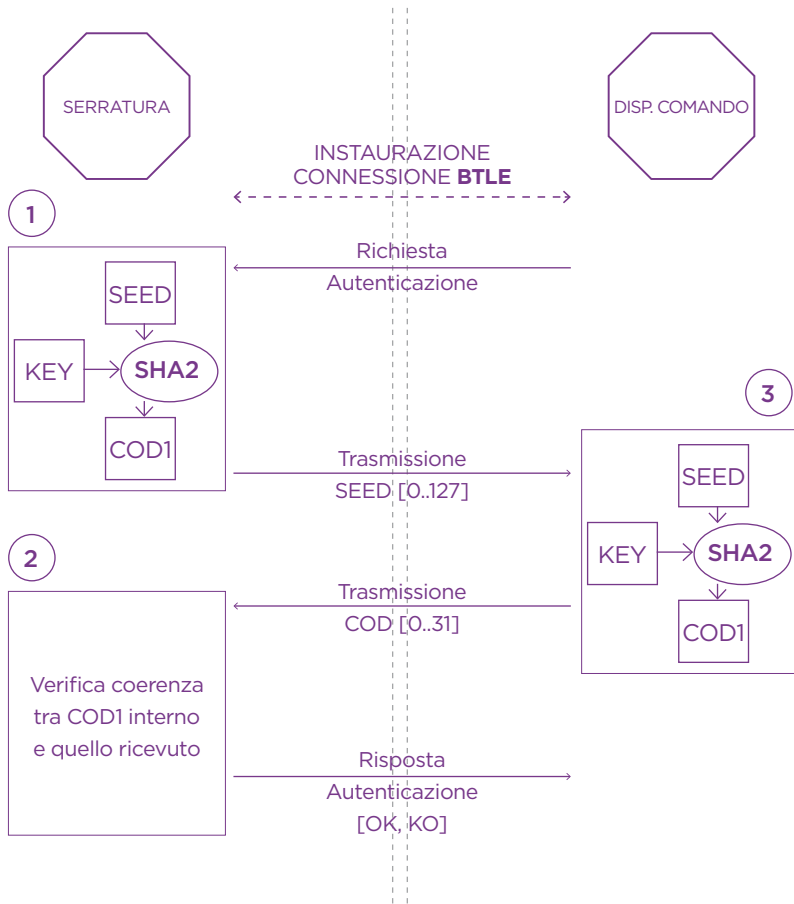 SERRATURA
DISP. COMANDO
INSTAURAZIONE
CONNESSIONE BTLE
1
Richiesta
Autenticazione
SEED
KEY
SHA2
COD1
3
Trasmissione
SEED [0..127]
SEED
KEY
SHA2
COD1
2
Trasmissione
COD [0..31]
Verifica coerenza
tra COD1 interno
e quello ricevuto
Risposta
Autenticazione
[OK, KO]